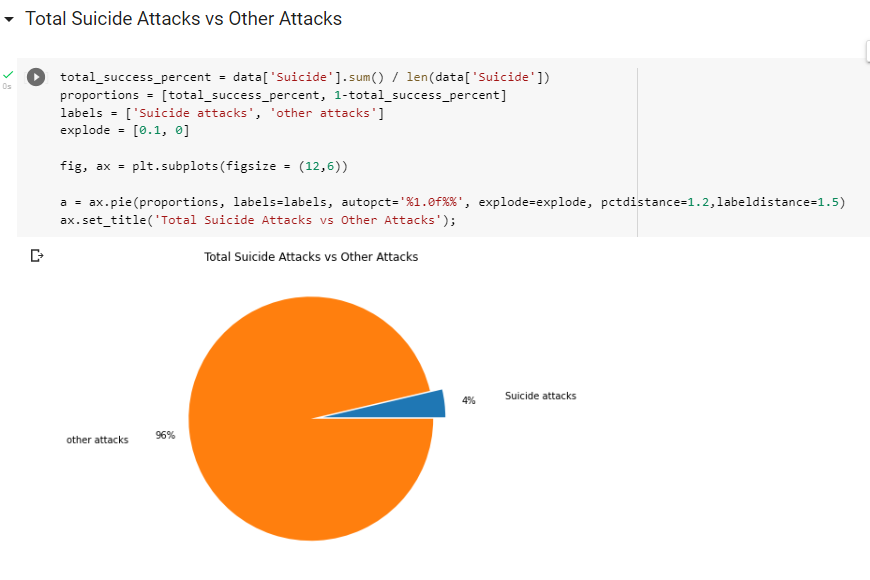 Total Suicide Attacks vs Other Attacks
total_success_percent = data['Suicide'].sum() / len(data['Suicide'])
0s
proportions = [total_success_percent, 1-total_success_percent]
labels = ['Suicide attacks', 'other attacks']
explode = [0.1, 0]
fig, ax = plt.subplots(figsize = (12,6))
a = ax.pie(proportions, labels=labels, autopct='%1.0f%%', explode=explode, pctdistance=1.2,labeldistance=1.5)
ax.set_title('Total Suicide Attacks vs Other Attacks');
Total Suicide Attacks vs Other Attacks
4% Suicide attacks
other attacks 96%